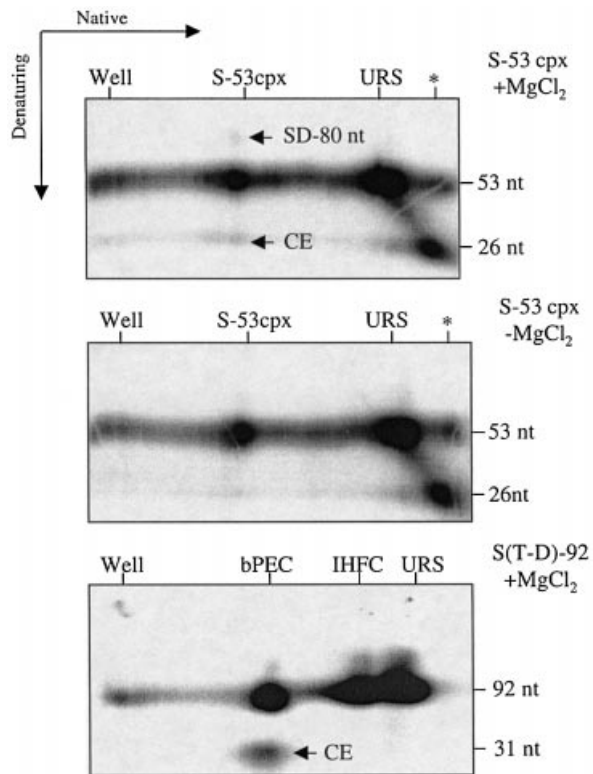 Native
Denaturing
Well S-53cpx URS *
S-53 cpx
+MgCl₂
SD-80 nt
53 nt
CE
26 nt
Well S-53cpx URS *
S-53 cpx
-MgCl₂
53 nt
26nt
Well bPEC IHFC URS
S(T-D)-92
+MgCl₂
92 nt
31 nt
CE